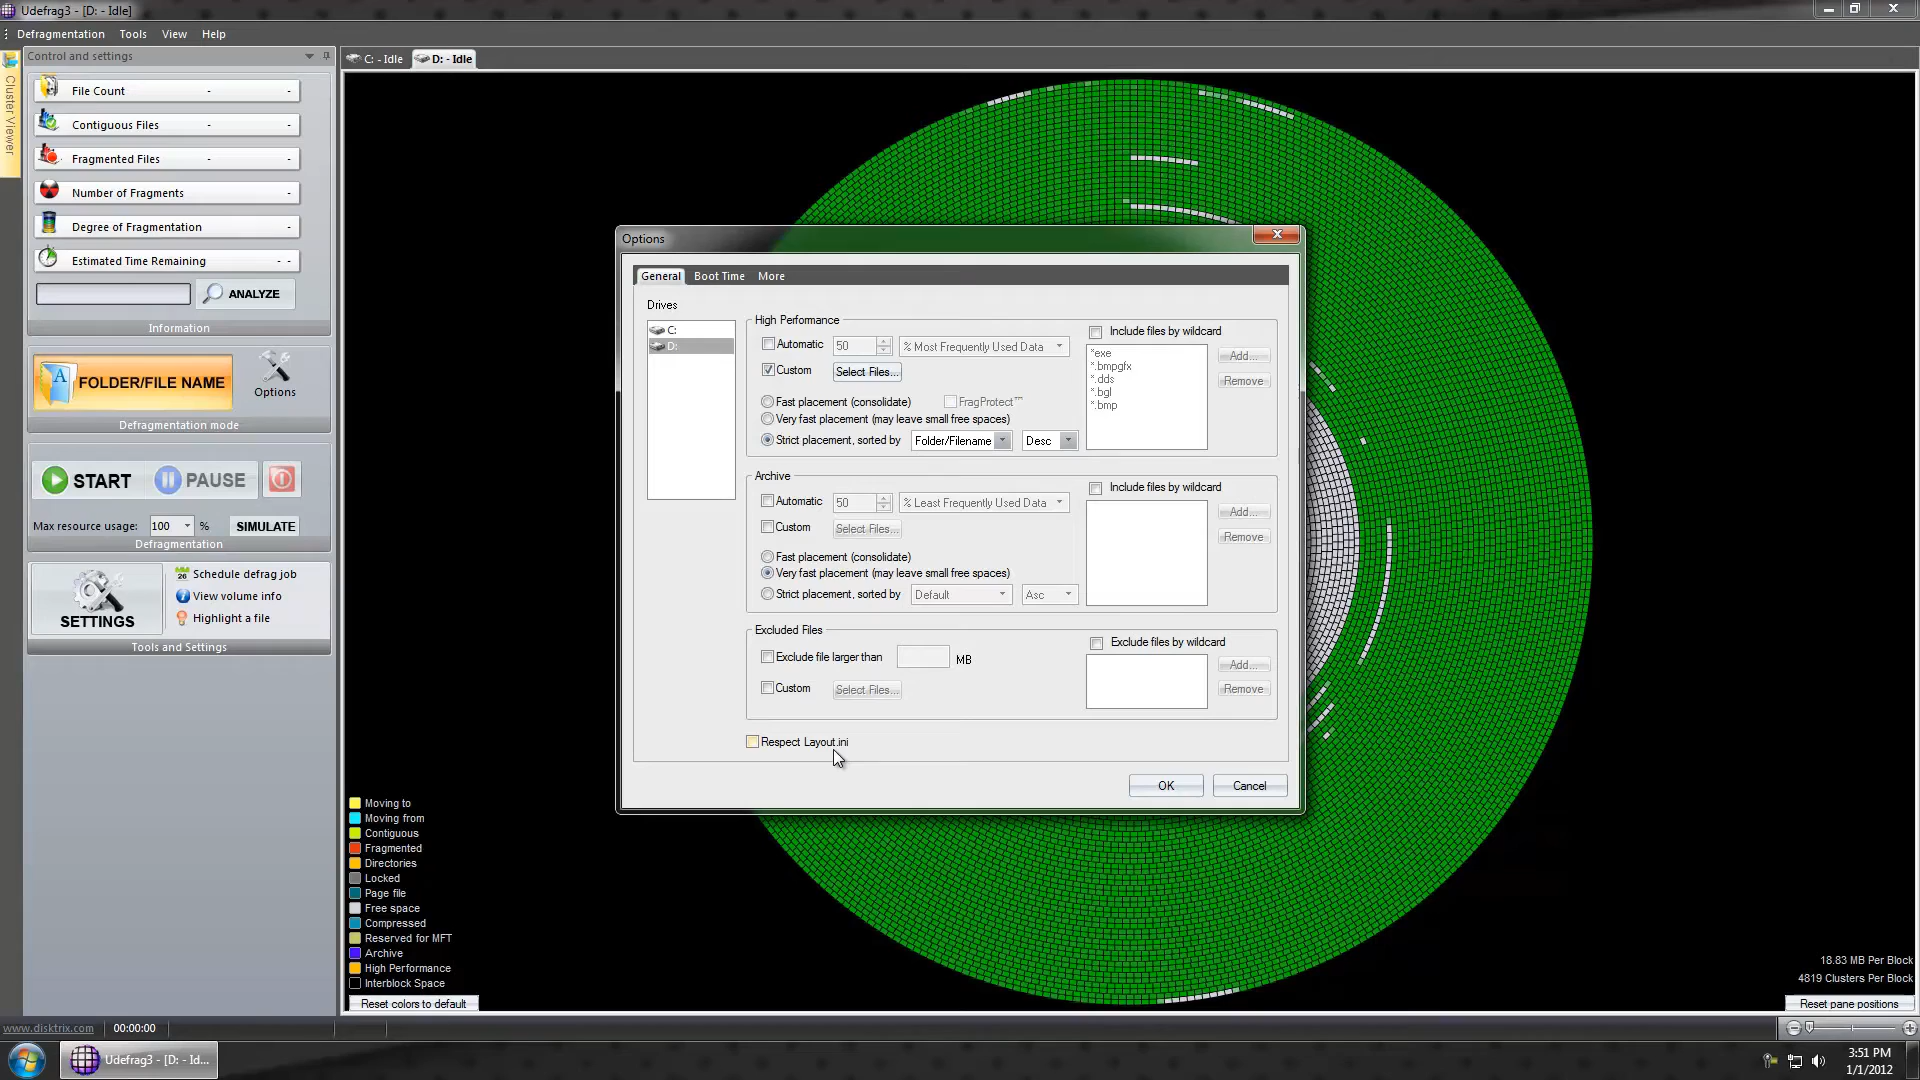 Udefrag3 - [D: - Idle]
Defragmentation Tools View Help
Control and settings
Cluster Viewer
File Count - -
Contiguous Files - -
Fragmented Files - -
Number of Fragments -
Degree of Fragmentation -
Estimated Time Remaining - -
ANALYZE
Information
FOLDER/FILE NAME
Options
Defragmentation mode
START PAUSE
Max resource usage: 100 % SIMULATE
Defragmentation
SETTINGS
Schedule defrag job
View volume info
Highlight a file
Tools and Settings
C: - Idle D: - Idle
Options
General Boot Time More
Drives
C:
D:
High Performance
Automatic 50 % Most Frequently Used Data
Custom Select Files...
Fast placement (consolidate) FragProtect™
Very fast placement (may leave small free spaces)
Strict placement, sorted by Folder/Filename Desc
Include files by wildcard
*exe
*.bmpgfx
*.dds
*.bgl
*.bmp
Add...
Remove
Archive
Automatic 50 % Least Frequently Used Data
Custom Select Files...
Fast placement (consolidate)
Very fast placement (may leave small free spaces)
Strict placement, sorted by Default Asc
Include files by wildcard
Add...
Remove
Excluded Files
Exclude file larger than MB
Custom Select Files...
Exclude files by wildcard
Add...
Remove
Respect Layout.ini
OK Cancel
Moving to
Moving from
Contiguous
Fragmented
Directories
Locked
Page file
Free space
Compressed
Reserved for MFT
Archive
High Performance
Interblock Space
Reset colors to default
18.83 MB Per Block
4819 Clusters Per Block
Reset pane positions
www.disktrix.com 00:00:00
Udefrag3 - [D: - Id...
3:51 PM
1/1/2012